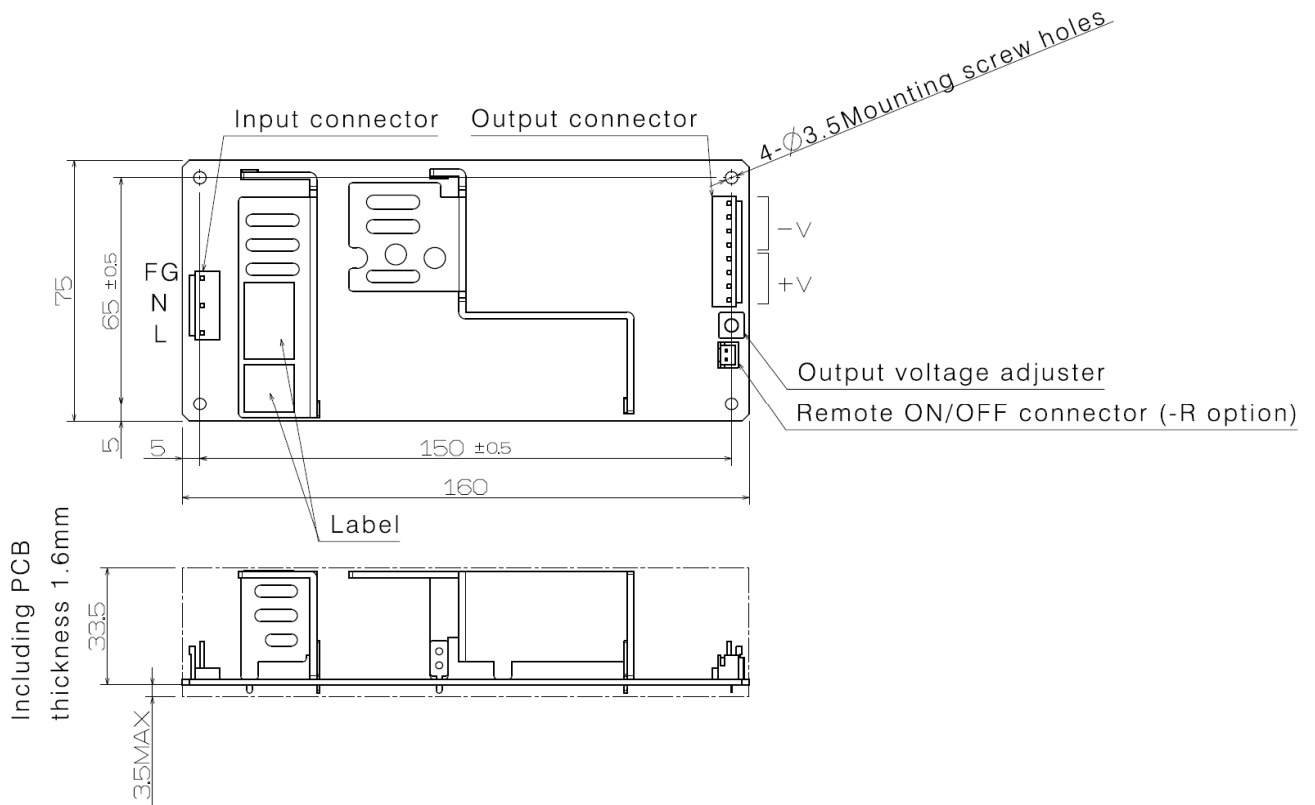 4-∅3.5Mounting screw holes
Input connector
Output connector
75
65 ±0.5
FG
N
L
−V
+V
Output voltage adjuster
Remote ON/OFF connector (-R option)
5
5
150 ±0.5
160
Label
Including PCB
thickness 1.6mm
33.5
3.5MAX